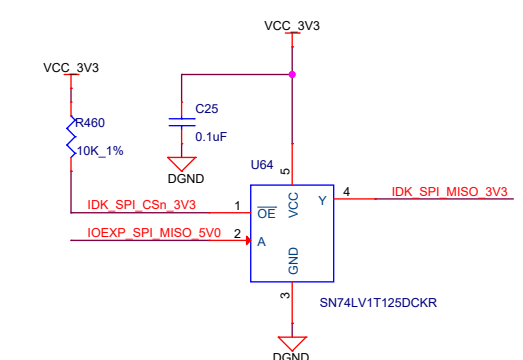 VCC_3V3
VCC_3V3
C25
R460
0.1uF
10K_1%
U64
DGND
5
IDK_SPI_CSn_3V3
1
OE
VCC
Y
4
IDK_SPI_MISO_3V3
IOEXP_SPI_MISO_5V0
2
A
GND
3
SN74LV1T125DCKR
DGND